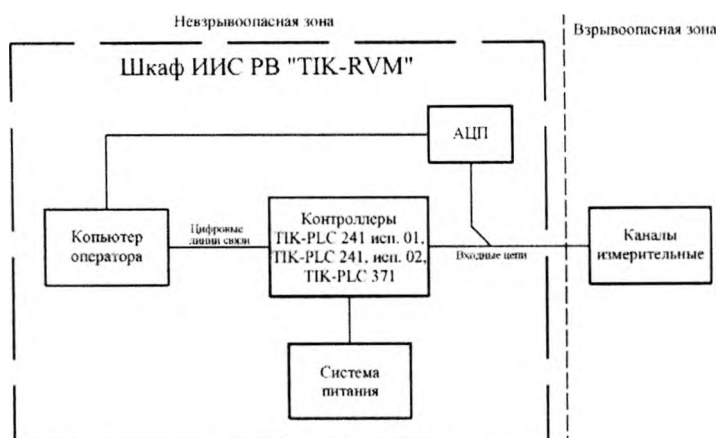 Невзрывоопасная зона
Взрывоопасная зона
Шкаф ИИС РВ "TIK-RVM"
АЦП
Копьютер
оператора
Цифровые
линии связи
Контроллеры
TIK-PLC 241 исп. 01,
TIK-PLC 241, исп. 02,
TIK-PLC 371
Входные цепи
Каналы
измерительные
Система
питания